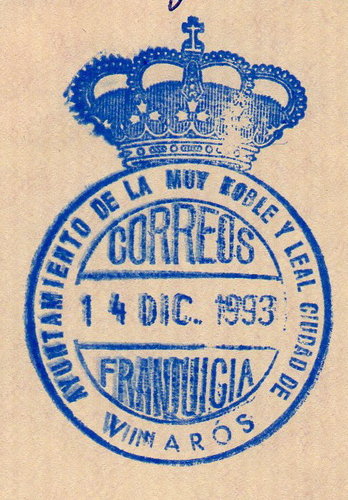 AYUNTAMIENTO DE LA MUY NOBLE Y LEAL CIUDAD DE
CORREOS
14 DIC. 1993
FRANQUICIA
VINARÓS